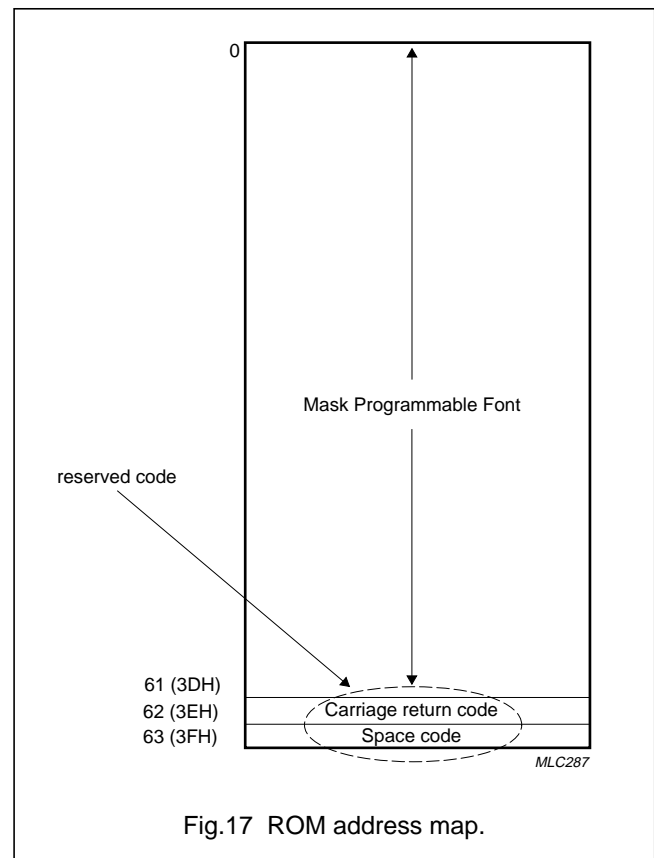 0
Mask Programmable Font
reserved code
61 (3DH)
62 (3EH) Carriage return code
63 (3FH) Space code
MLC287
Fig.17 ROM address map.